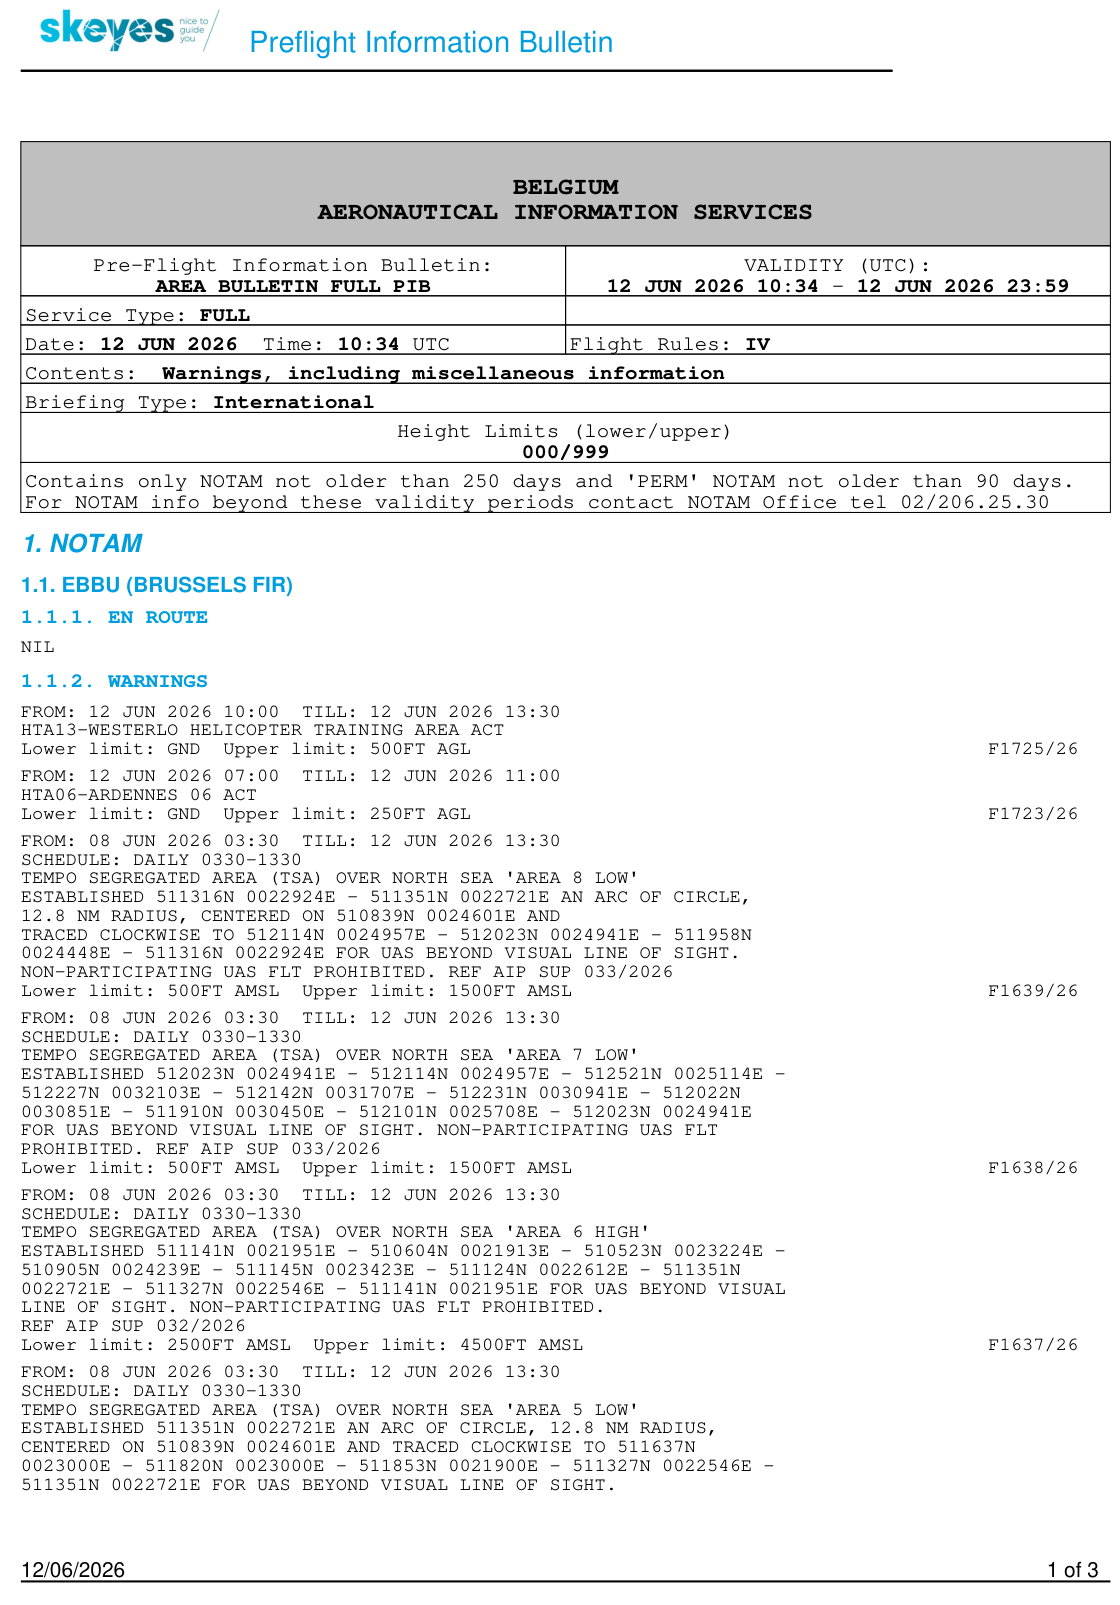 skeyes nice to guide you
Preflight Information Bulletin
BELGIUM
AERONAUTICAL INFORMATION SERVICES
Pre-Flight Information Bulletin:
AREA BULLETIN FULL PIB
VALIDITY (UTC):
12 JUN 2026 10:34 - 12 JUN 2026 23:59
Service Type: FULL
Date: 12 JUN 2026 Time: 10:34 UTC
Flight Rules: IV
Contents: Warnings, including miscellaneous information
Briefing Type: International
Height Limits (lower/upper)
000/999
Contains only NOTAM not older than 250 days and 'PERM' NOTAM not older than 90 days.
For NOTAM info beyond these validity periods contact NOTAM Office tel 02/206.25.30
1. NOTAM
1.1. EBBU (BRUSSELS FIR)
1.1.1. EN ROUTE
NIL
1.1.2. WARNINGS
FROM: 12 JUN 2026 10:00 TILL: 12 JUN 2026 13:30
HTA13-WESTERLO HELICOPTER TRAINING AREA ACT
Lower limit: GND Upper limit: 500FT AGL F1725/26
FROM: 12 JUN 2026 07:00 TILL: 12 JUN 2026 11:00
HTA06-ARDENNES 06 ACT
Lower limit: GND Upper limit: 250FT AGL F1723/26
FROM: 08 JUN 2026 03:30 TILL: 12 JUN 2026 13:30
SCHEDULE: DAILY 0330-1330
TEMPO SEGREGATED AREA (TSA) OVER NORTH SEA 'AREA 8 LOW'
ESTABLISHED 511316N 0022924E - 511351N 0022721E AN ARC OF CIRCLE,
12.8 NM RADIUS, CENTERED ON 510839N 0024601E AND
TRACED CLOCKWISE TO 512114N 0024957E - 512023N 0024941E - 511958N
0024448E - 511316N 0022924E FOR UAS BEYOND VISUAL LINE OF SIGHT.
NON-PARTICIPATING UAS FLT PROHIBITED. REF AIP SUP 033/2026
Lower limit: 500FT AMSL Upper limit: 1500FT AMSL F1639/26
FROM: 08 JUN 2026 03:30 TILL: 12 JUN 2026 13:30
SCHEDULE: DAILY 0330-1330
TEMPO SEGREGATED AREA (TSA) OVER NORTH SEA 'AREA 7 LOW'
ESTABLISHED 512023N 0024941E - 512114N 0024957E - 512521N 0025114E -
512227N 0032103E - 512142N 0031707E - 512231N 0030941E - 512022N
0030851E - 511910N 0030450E - 512101N 0025708E - 512023N 0024941E
FOR UAS BEYOND VISUAL LINE OF SIGHT. NON-PARTICIPATING UAS FLT
PROHIBITED. REF AIP SUP 033/2026
Lower limit: 500FT AMSL Upper limit: 1500FT AMSL F1638/26
FROM: 08 JUN 2026 03:30 TILL: 12 JUN 2026 13:30
SCHEDULE: DAILY 0330-1330
TEMPO SEGREGATED AREA (TSA) OVER NORTH SEA 'AREA 6 HIGH'
ESTABLISHED 511141N 0021951E - 510604N 0021913E - 510523N 0023224E -
510905N 0024239E - 511145N 0023423E - 511124N 0022612E - 511351N
0022721E - 511327N 0022546E - 511141N 0021951E FOR UAS BEYOND VISUAL
LINE OF SIGHT. NON-PARTICIPATING UAS FLT PROHIBITED.
REF AIP SUP 032/2026
Lower limit: 2500FT AMSL Upper limit: 4500FT AMSL F1637/26
FROM: 08 JUN 2026 03:30 TILL: 12 JUN 2026 13:30
SCHEDULE: DAILY 0330-1330
TEMPO SEGREGATED AREA (TSA) OVER NORTH SEA 'AREA 5 LOW'
ESTABLISHED 511351N 0022721E AN ARC OF CIRCLE, 12.8 NM RADIUS,
CENTERED ON 510839N 0024601E AND TRACED CLOCKWISE TO 511637N
0023000E - 511820N 0023000E - 511853N 0021900E - 511327N 0022546E -
511351N 0022721E FOR UAS BEYOND VISUAL LINE OF SIGHT.
12/06/2026 1 of 3